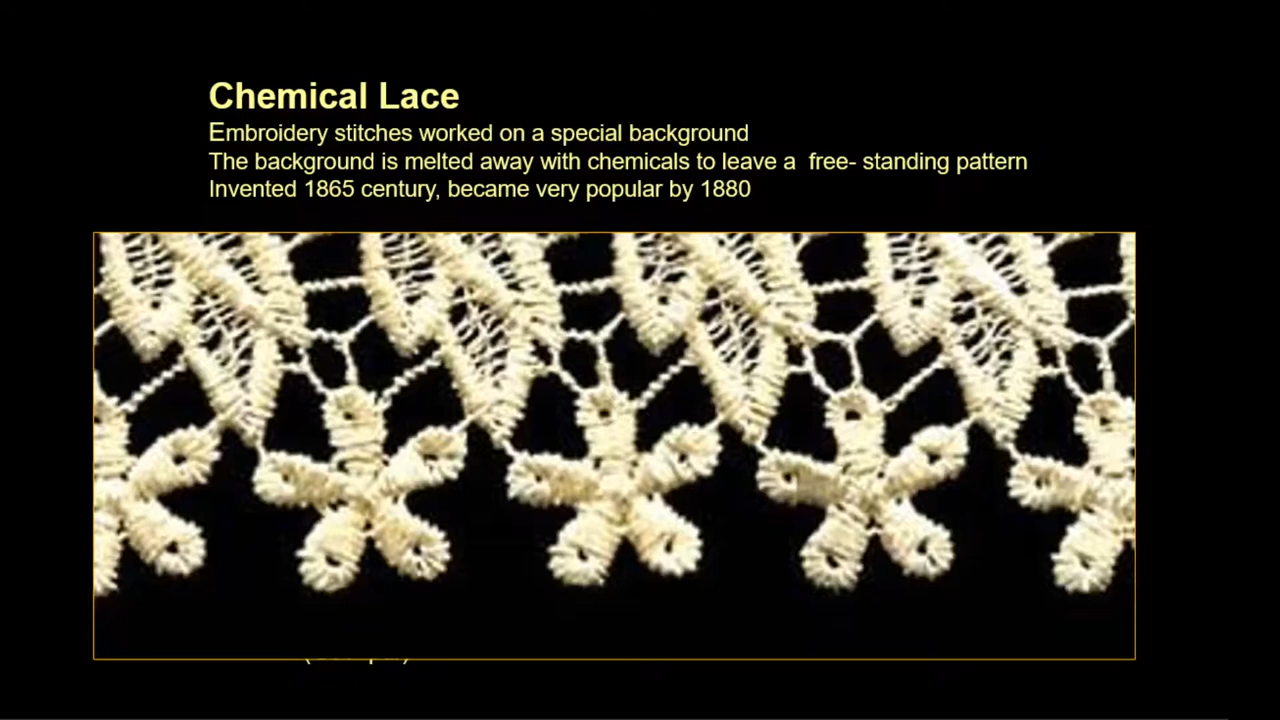 Chemical Lace
Embroidery stitches worked on a special background
The background is melted away with chemicals to leave a  free- standing pattern
Invented 1865 century, became very popular by 1880